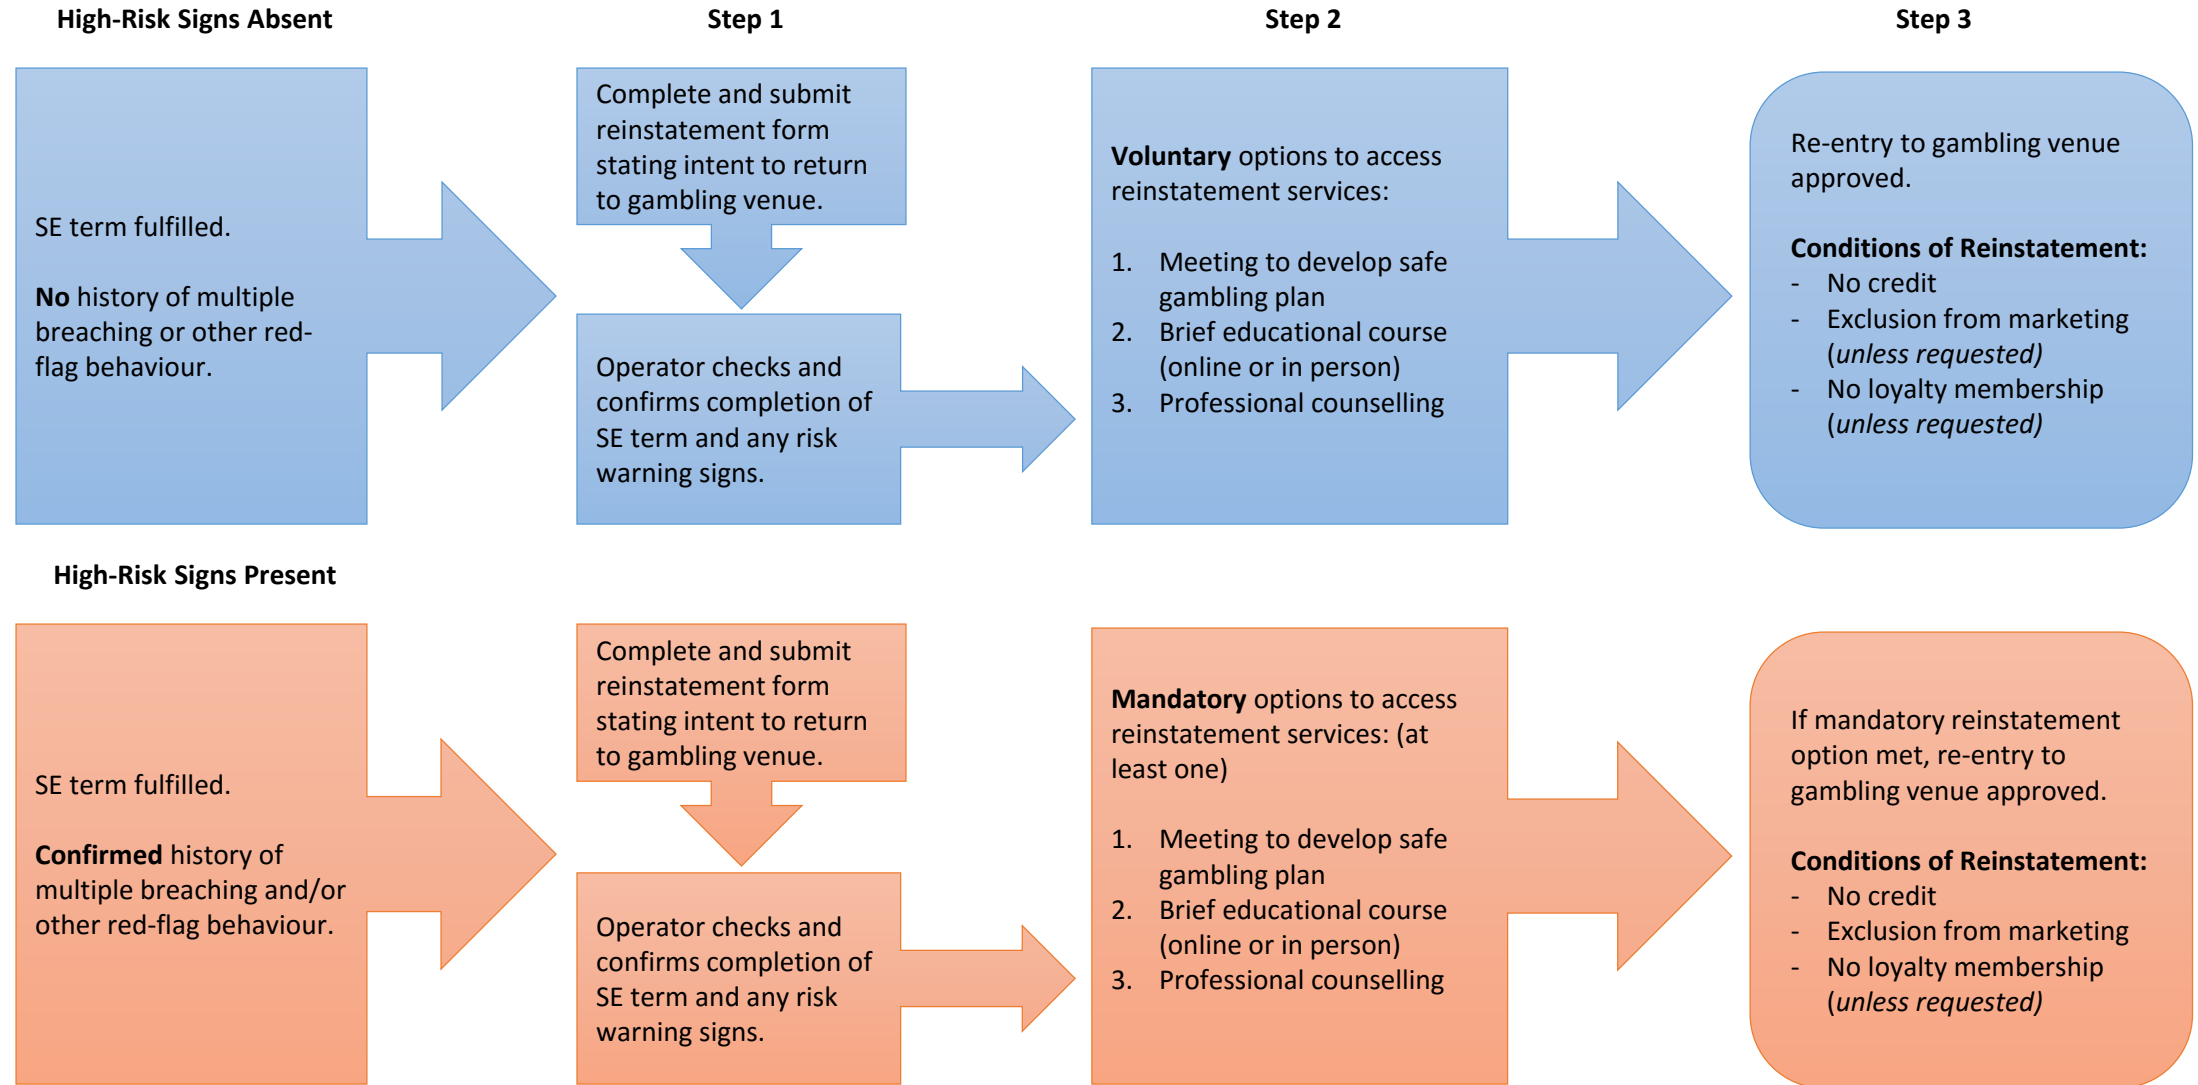 High-Risk Signs Absent
Step 1
Step 2
Step 3
SE term fulfilled.
No history of multiple
breaching or other red-
flag behaviour.
Complete and submit
reinstatement form
stating intent to return
to gambling venue.
Operator checks and
confirms completion of
SE term and any risk
warning signs.
Voluntary options to access
reinstatement services:
1. Meeting to develop safe
gambling plan
2. Brief educational course
(online or in person)
3. Professional counselling
Re-entry to gambling venue
approved.
Conditions of Reinstatement:
- No credit
- Exclusion from marketing
(unless requested)
- No loyalty membership
(unless requested)
High-Risk Signs Present
SE term fulfilled.
Confirmed history of
multiple breaching and/or
other red-flag behaviour.
Complete and submit
reinstatement form
stating intent to return
to gambling venue.
Operator checks and
confirms completion of
SE term and any risk
warning signs.
Mandatory options to access
reinstatement services: (at
least one)
1. Meeting to develop safe
gambling plan
2. Brief educational course
(online or in person)
3. Professional counselling
If mandatory reinstatement
option met, re-entry to
gambling venue approved.
Conditions of Reinstatement:
- No credit
- Exclusion from marketing
- No loyalty membership
(unless requested)